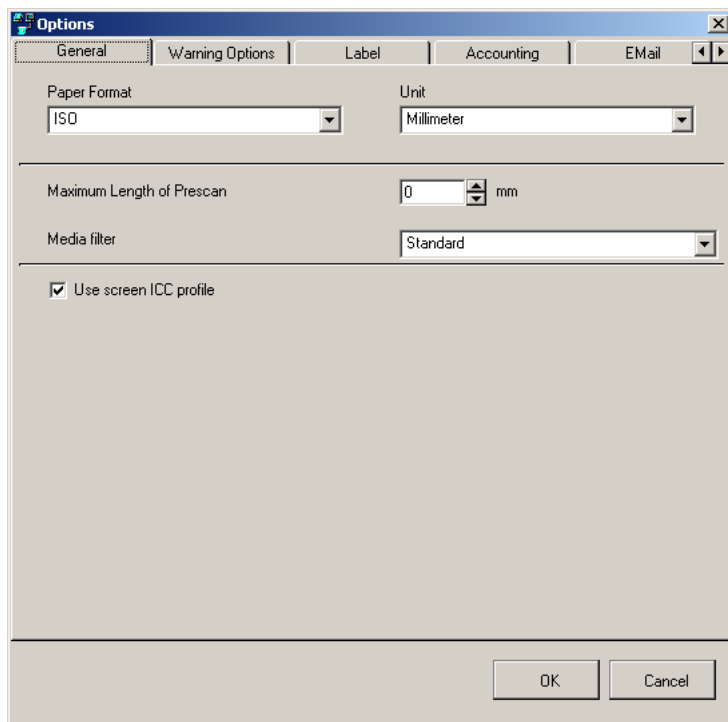 Options
General Warning Options Label Accounting EMail
Paper Format Unit
ISO Millimeter
Maximum Length of Prescan 0 mm
Media filter Standard
Use screen ICC profile
OK Cancel